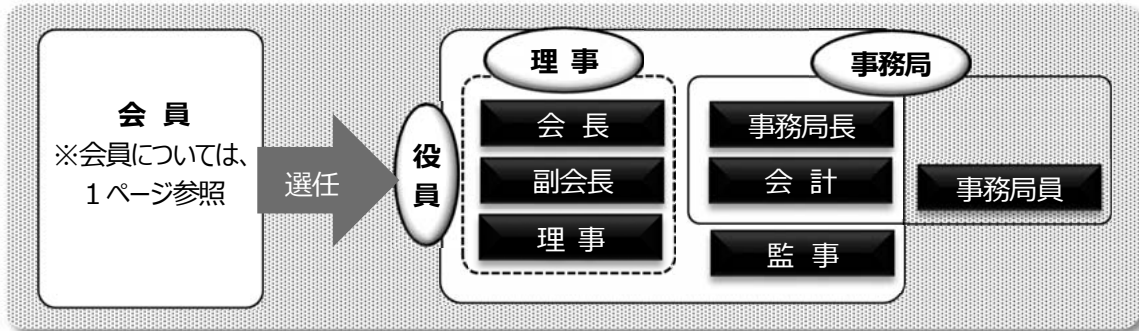 会 員
※会員については、
１ページ参照
選任
役員
理 事
会 長
副会長
理 事
事務局
事務局長
会 計
事務局員
監 事